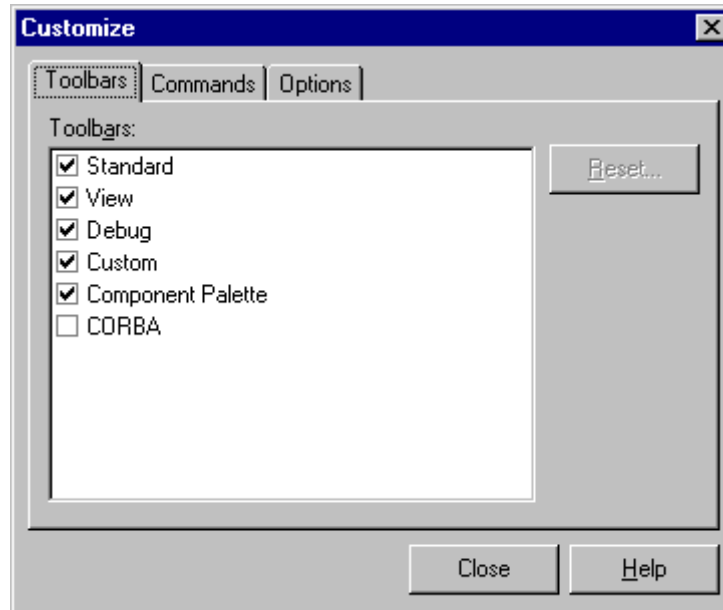 Customize
Toolbars Commands Options
Toolbars:
Standard
Reset...
View
Debug
Custom
Component Palette
CORBA
Close Help